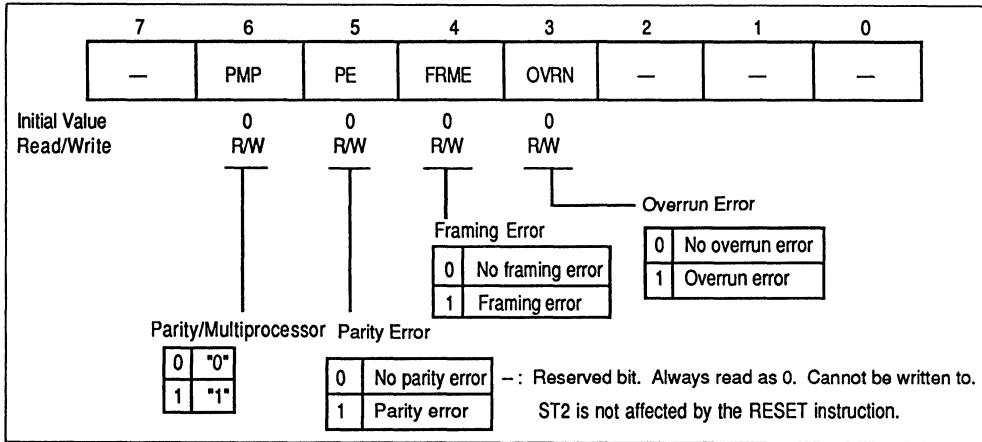 7 6 5 4 3 2 1 0
— PMP PE FRME OVRN — — —
Initial Value 0 0 0 0
Read/Write R/W R/W R/W R/W
Overrun Error
0 No overrun error
1 Overrun error
Framing Error
0 No framing error
1 Framing error
Parity/Multiprocessor
0 "0"
1 "1"
Parity Error
0 No parity error
1 Parity error
–: Reserved bit. Always read as 0. Cannot be written to.
ST2 is not affected by the RESET instruction.